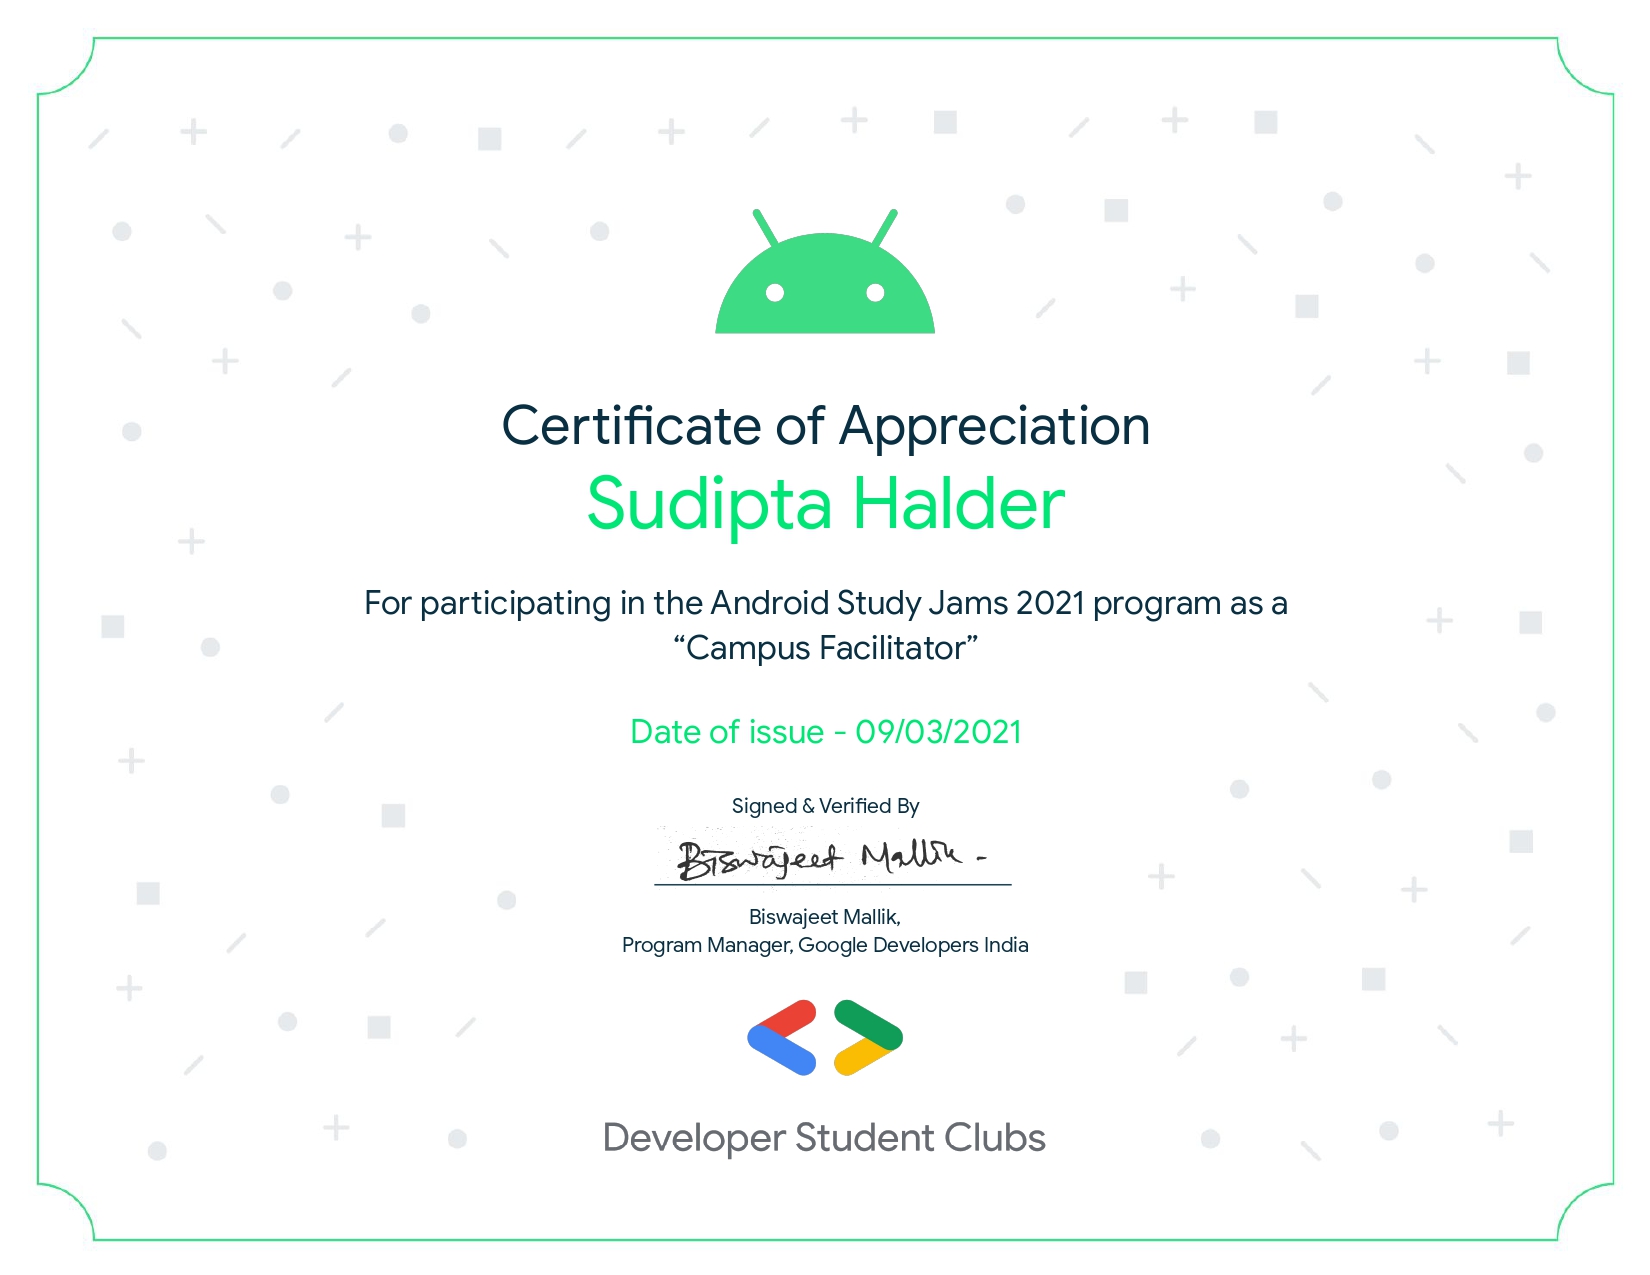 Certificate of Appreciation
Sudipta Halder
For participating in the Android Study Jams 2021 program as a
“Campus Facilitator”
Date of issue - 09/03/2021
Signed & Verified By
Biswajeet Mallik -
Biswajeet Mallik,
Program Manager, Google Developers India
Developer Student Clubs